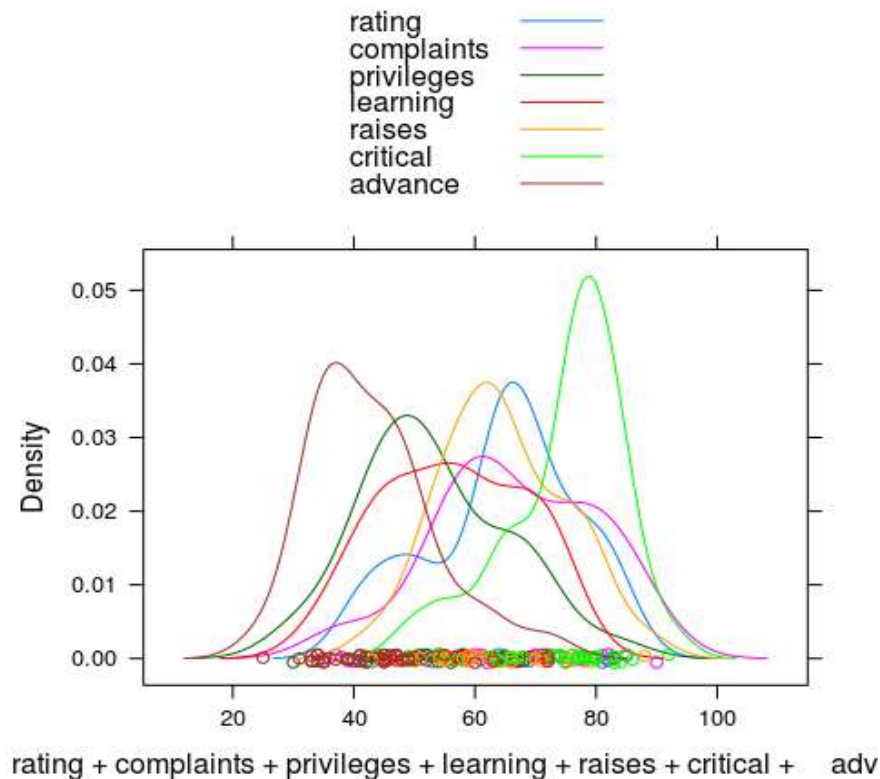 rating
complaints
privileges
learning
raises
critical
advance
0.05
0.04
0.03
0.02
0.01
0.00
Density
20 40 60 80 100
rating + complaints + privileges + learning + raises + critical + adv